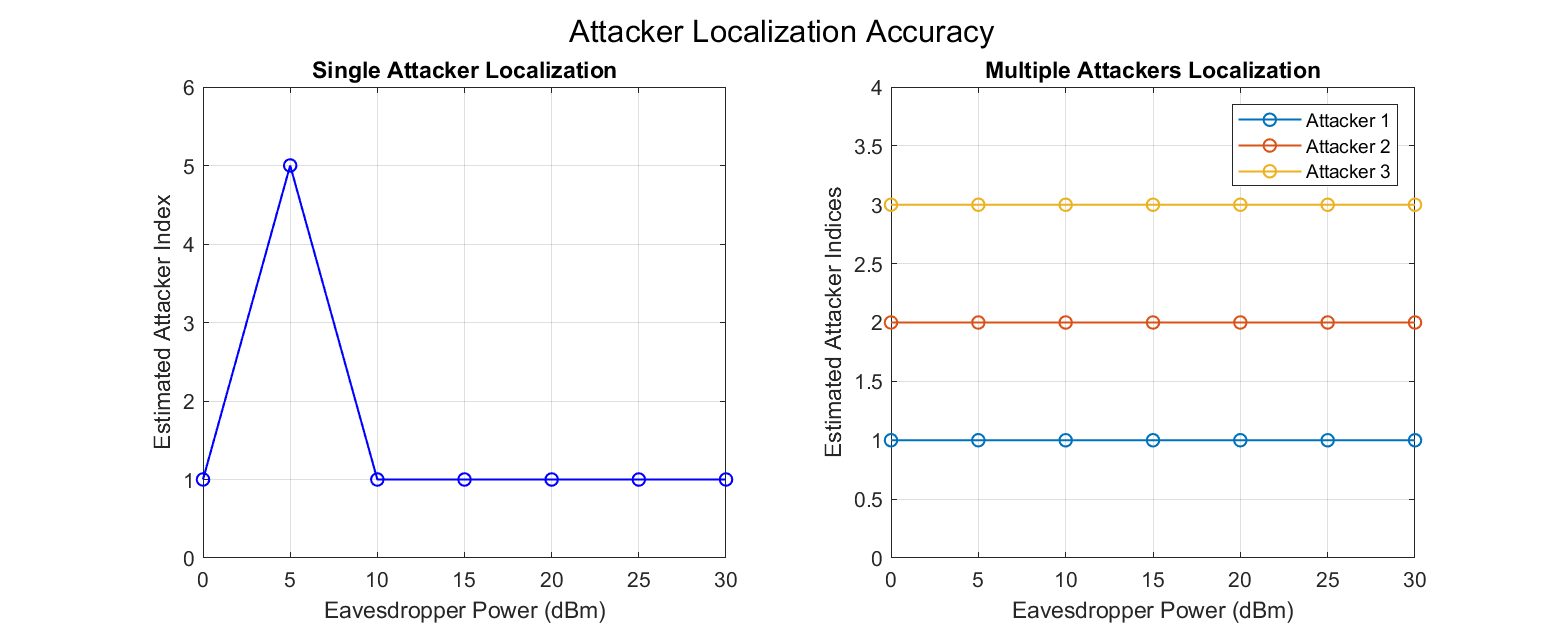 Attacker Localization Accuracy
Single Attacker Localization
6
5
4
3
2
1
0
Estimated Attacker Index
0 5 10 15 20 25 30
Eavesdropper Power (dBm)
Multiple Attackers Localization
4
3.5
3
2.5
2
1.5
1
0.5
0
Estimated Attacker Indices
Attacker 1
Attacker 2
Attacker 3
0 5 10 15 20 25 30
Eavesdropper Power (dBm)